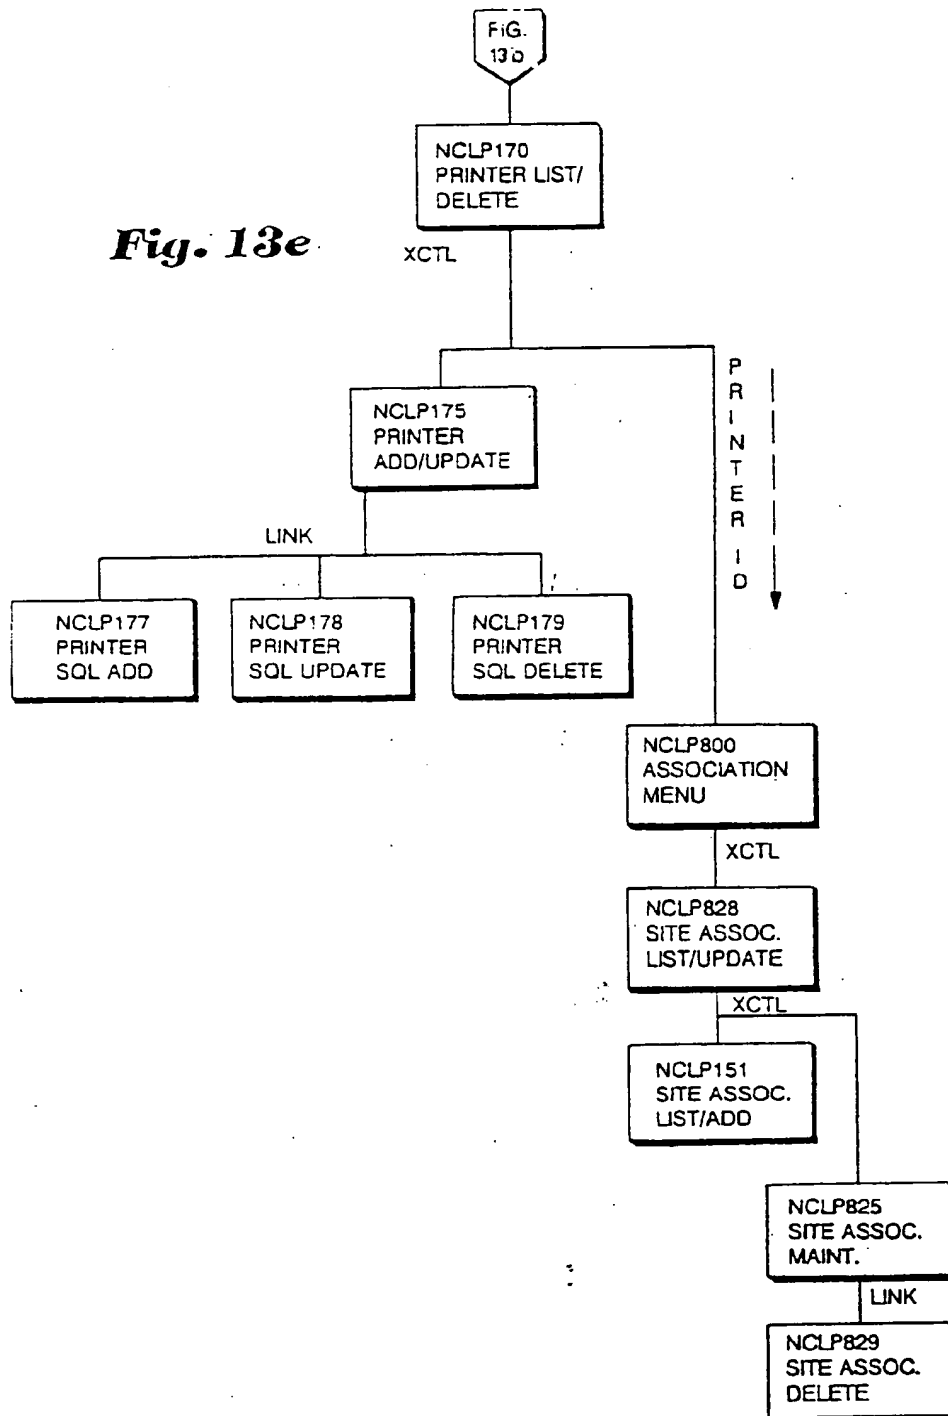 FIG.
13b
NCLP170
PRINTER LIST/
DELETE
Fig. 13e
XCTL
PRINTER ID
NCLP175
PRINTER
ADD/UPDATE
LINK
NCLP177
PRINTER
SQL ADD
NCLP178
PRINTER
SQL UPDATE
NCLP179
PRINTER
SQL DELETE
NCLP800
ASSOCIATION
MENU
XCTL
NCLP828
SITE ASSOC.
LIST/UPDATE
XCTL
NCLP151
SITE ASSOC.
LIST/ADD
NCLP825
SITE ASSOC.
MAINT.
LINK
NCLP829
SITE ASSOC.
DELETE